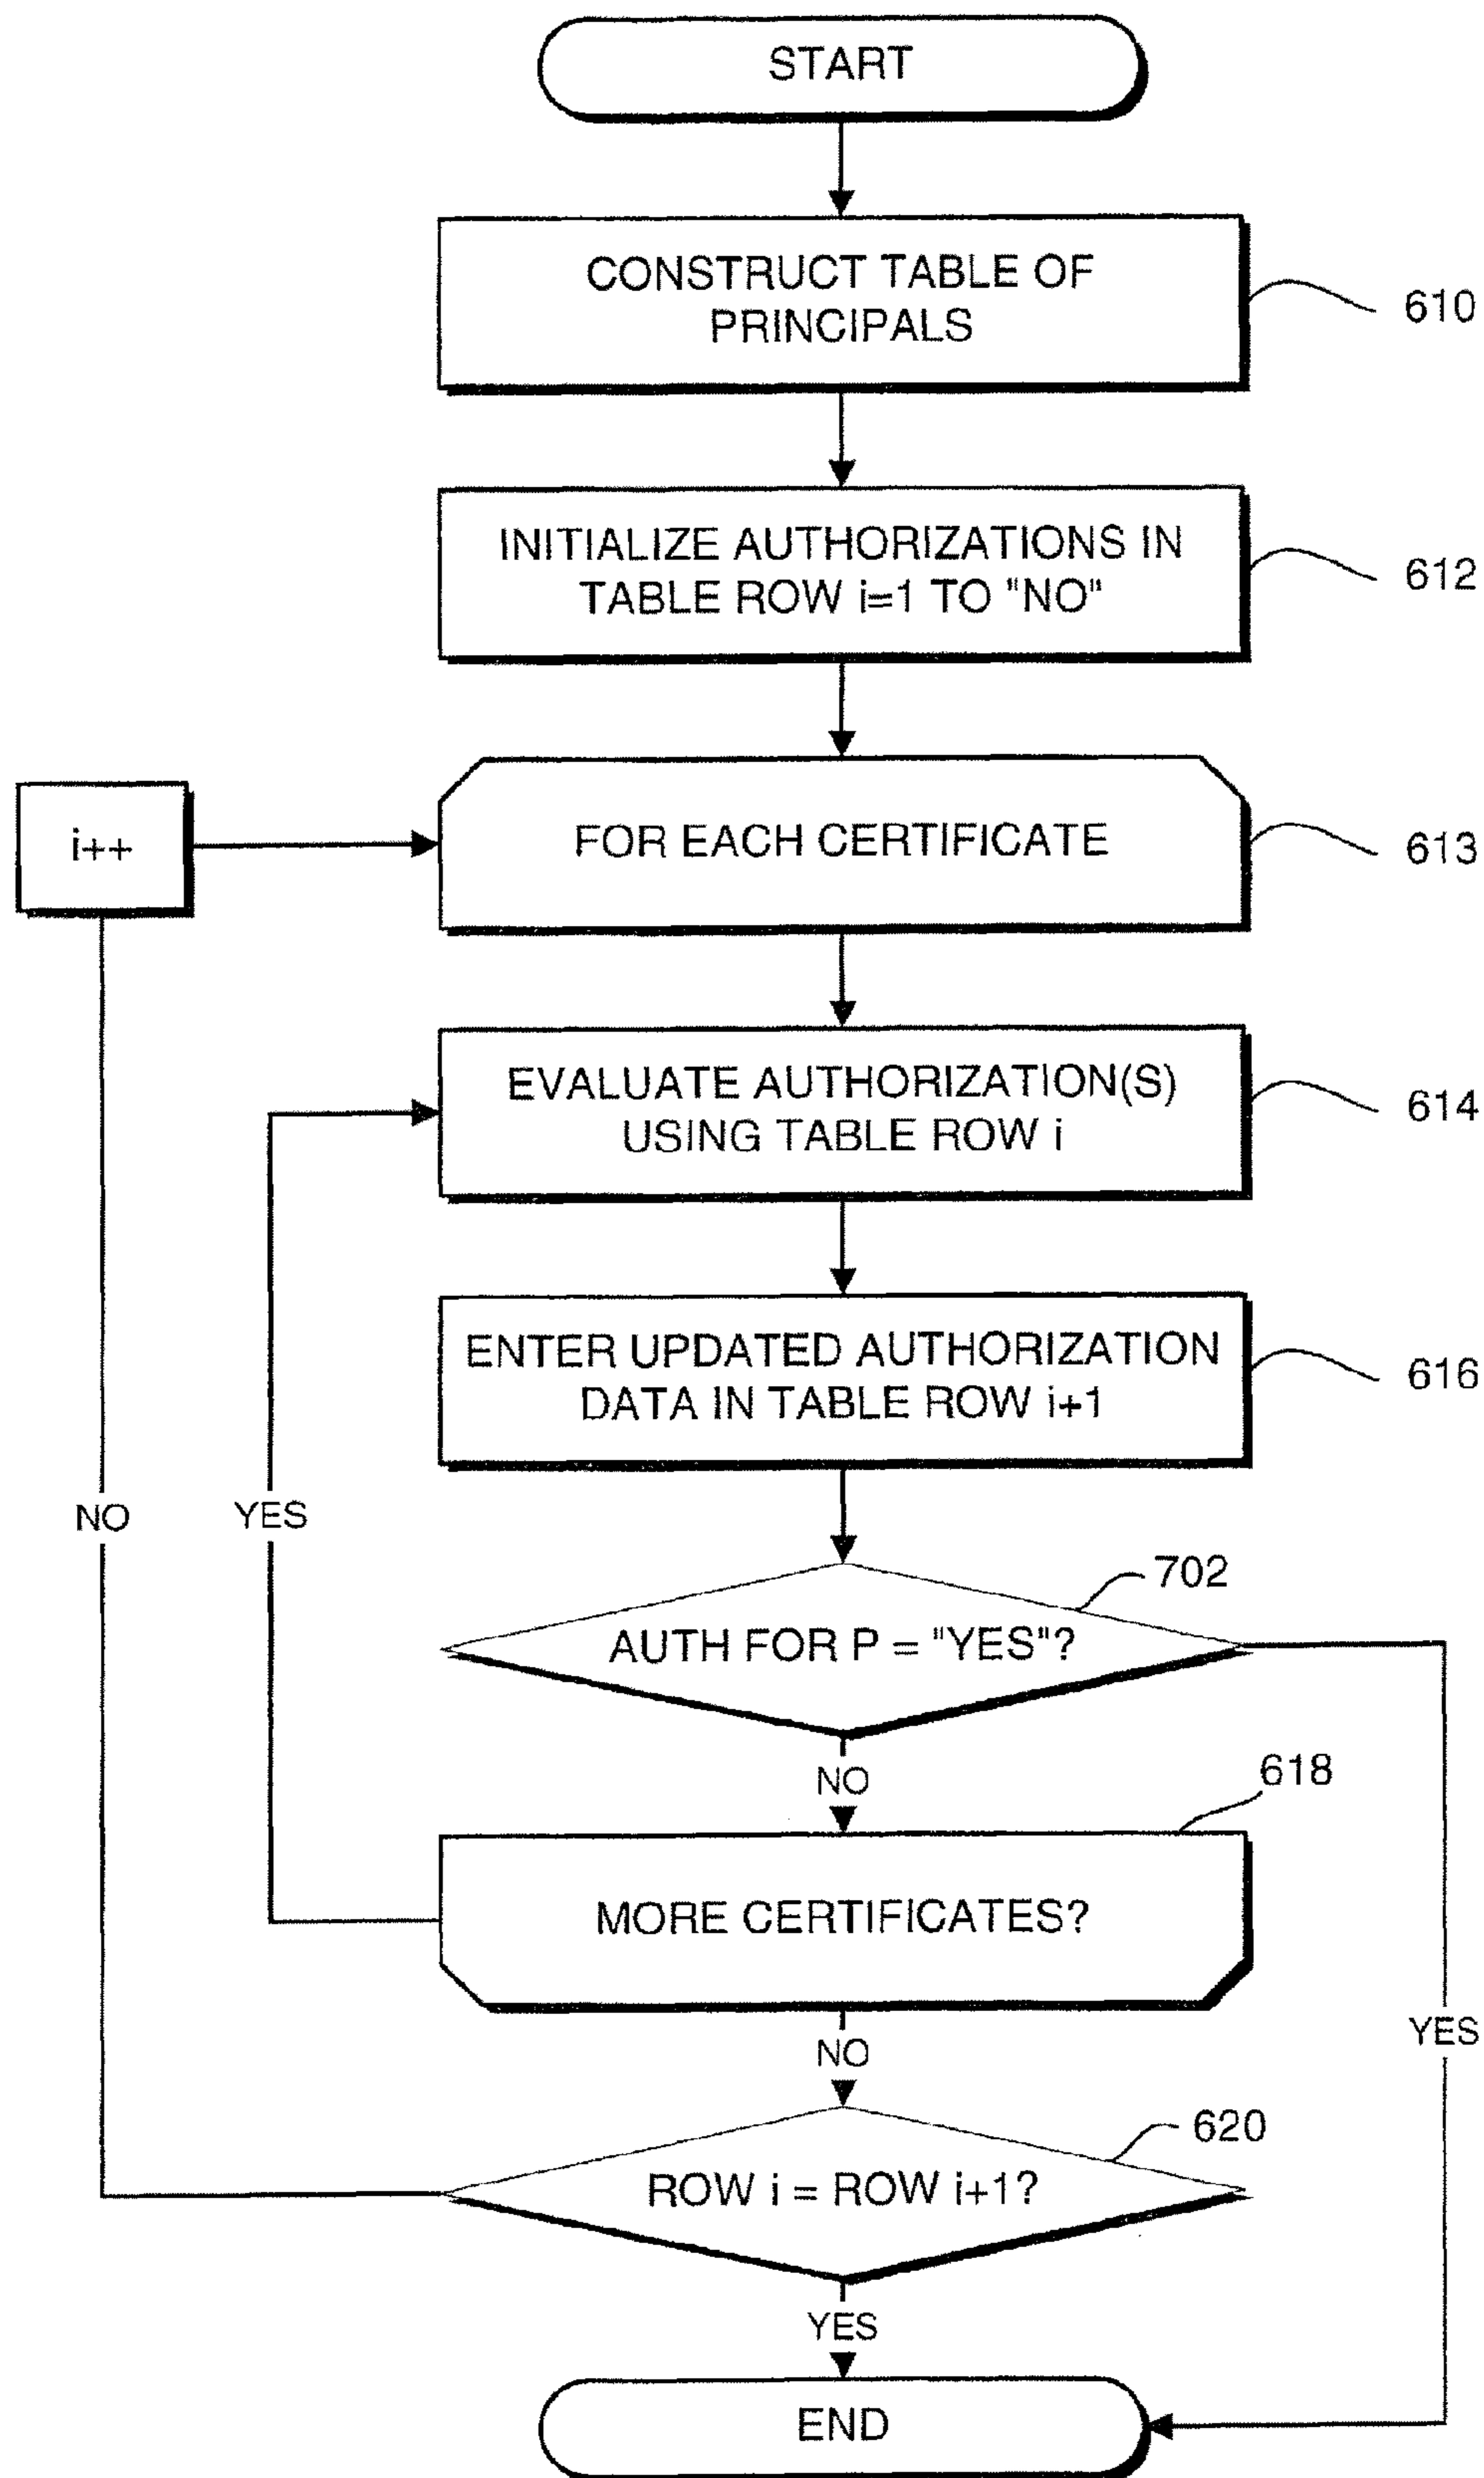 START
CONSTRUCT TABLE OF
PRINCIPALS
610
INITIALIZE AUTHORIZATIONS IN
TABLE ROW i=1 TO "NO"
612
i++
FOR EACH CERTIFICATE
613
EVALUATE AUTHORIZATION(S)
USING TABLE ROW i
614
ENTER UPDATED AUTHORIZATION
DATA IN TABLE ROW i+1
616
NO
YES
702
AUTH FOR P = "YES"?
NO
618
MORE CERTIFICATES?
YES
NO
620
ROW i = ROW i+1?
YES
END